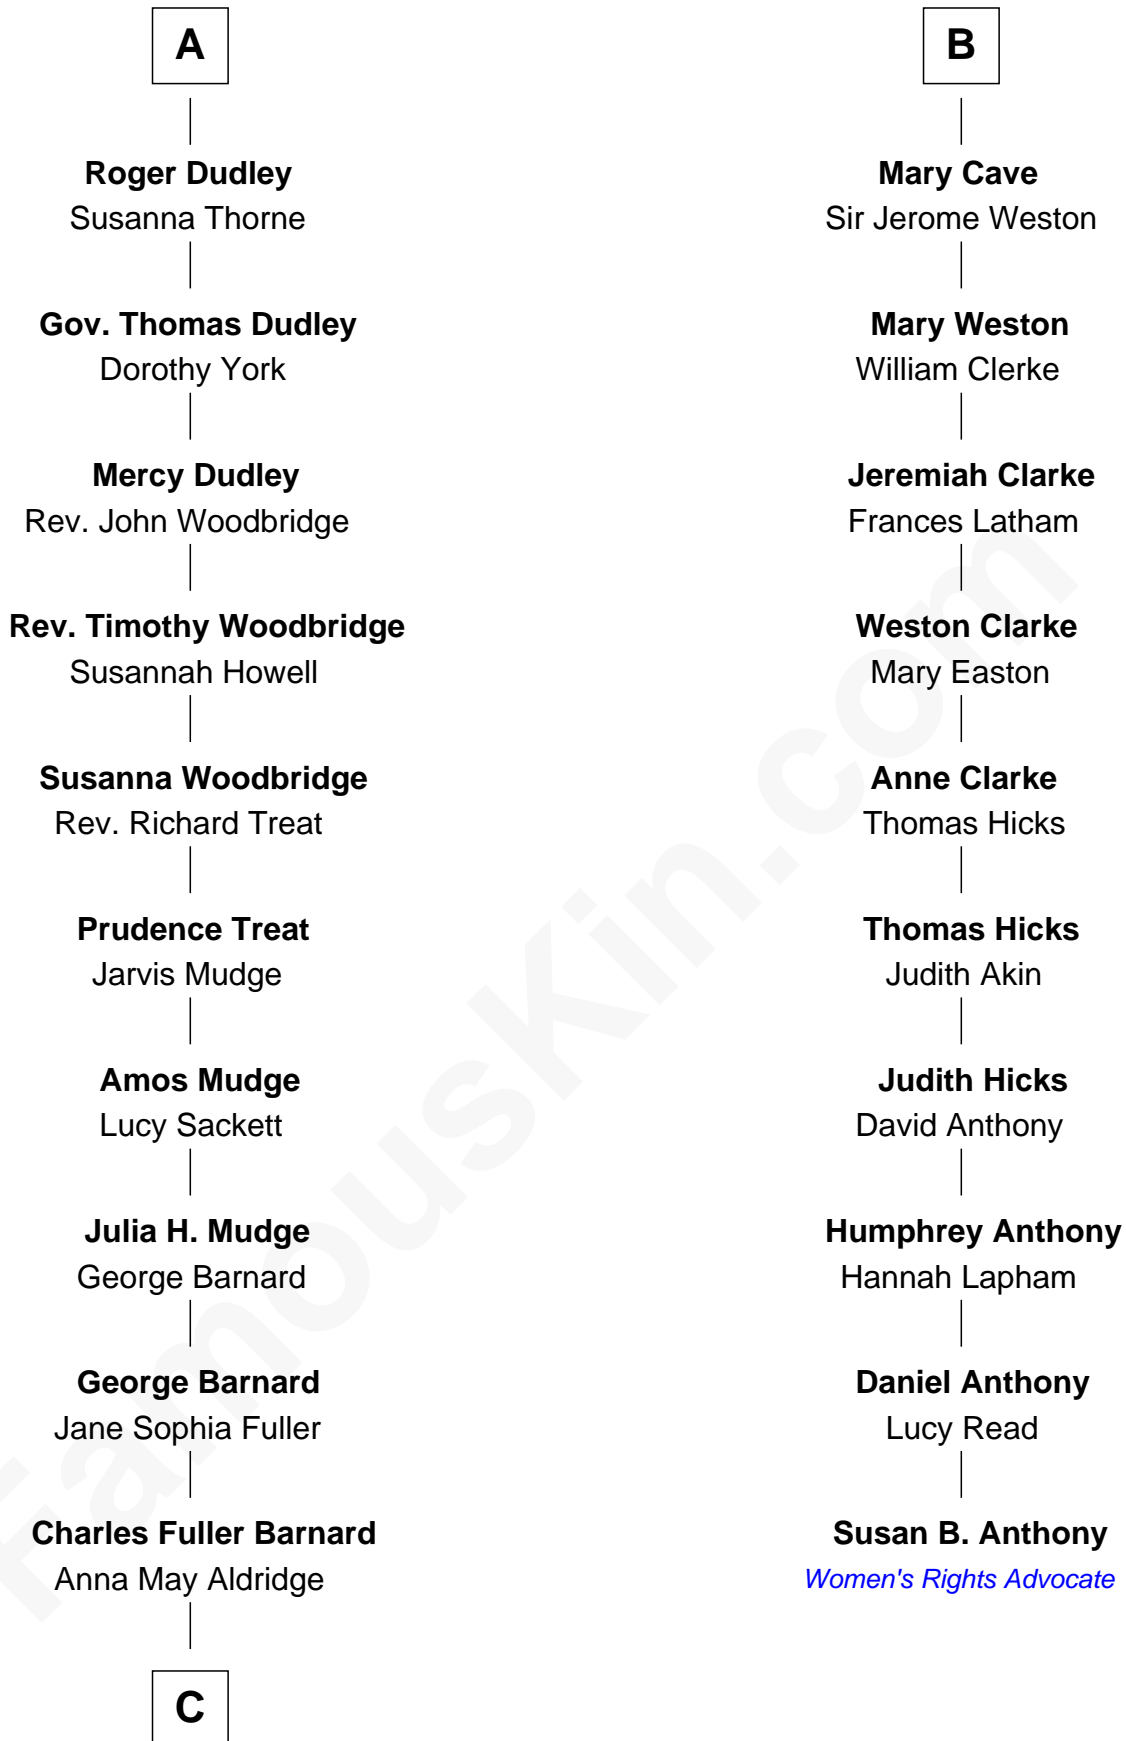 A
Roger Dudley
Susanna Thorne
Gov. Thomas Dudley
Dorothy York
Mercy Dudley
Rev. John Woodbridge
Rev. Timothy Woodbridge
Susannah Howell
Susanna Woodbridge
Rev. Richard Treat
Prudence Treat
Jarvis Mudge
Amos Mudge
Lucy Sackett
Julia H. Mudge
George Barnard
George Barnard
Jane Sophia Fuller
Charles Fuller Barnard
Anna May Aldridge
C
B
Mary Cave
Sir Jerome Weston
Mary Weston
William Clerke
Jeremiah Clarke
Frances Latham
Weston Clarke
Mary Easton
Anne Clarke
Thomas Hicks
Thomas Hicks
Judith Akin
Judith Hicks
David Anthony
Humphrey Anthony
Hannah Lapham
Daniel Anthony
Lucy Read
Susan B. Anthony
Women's Rights Advocate
FamousKin.com